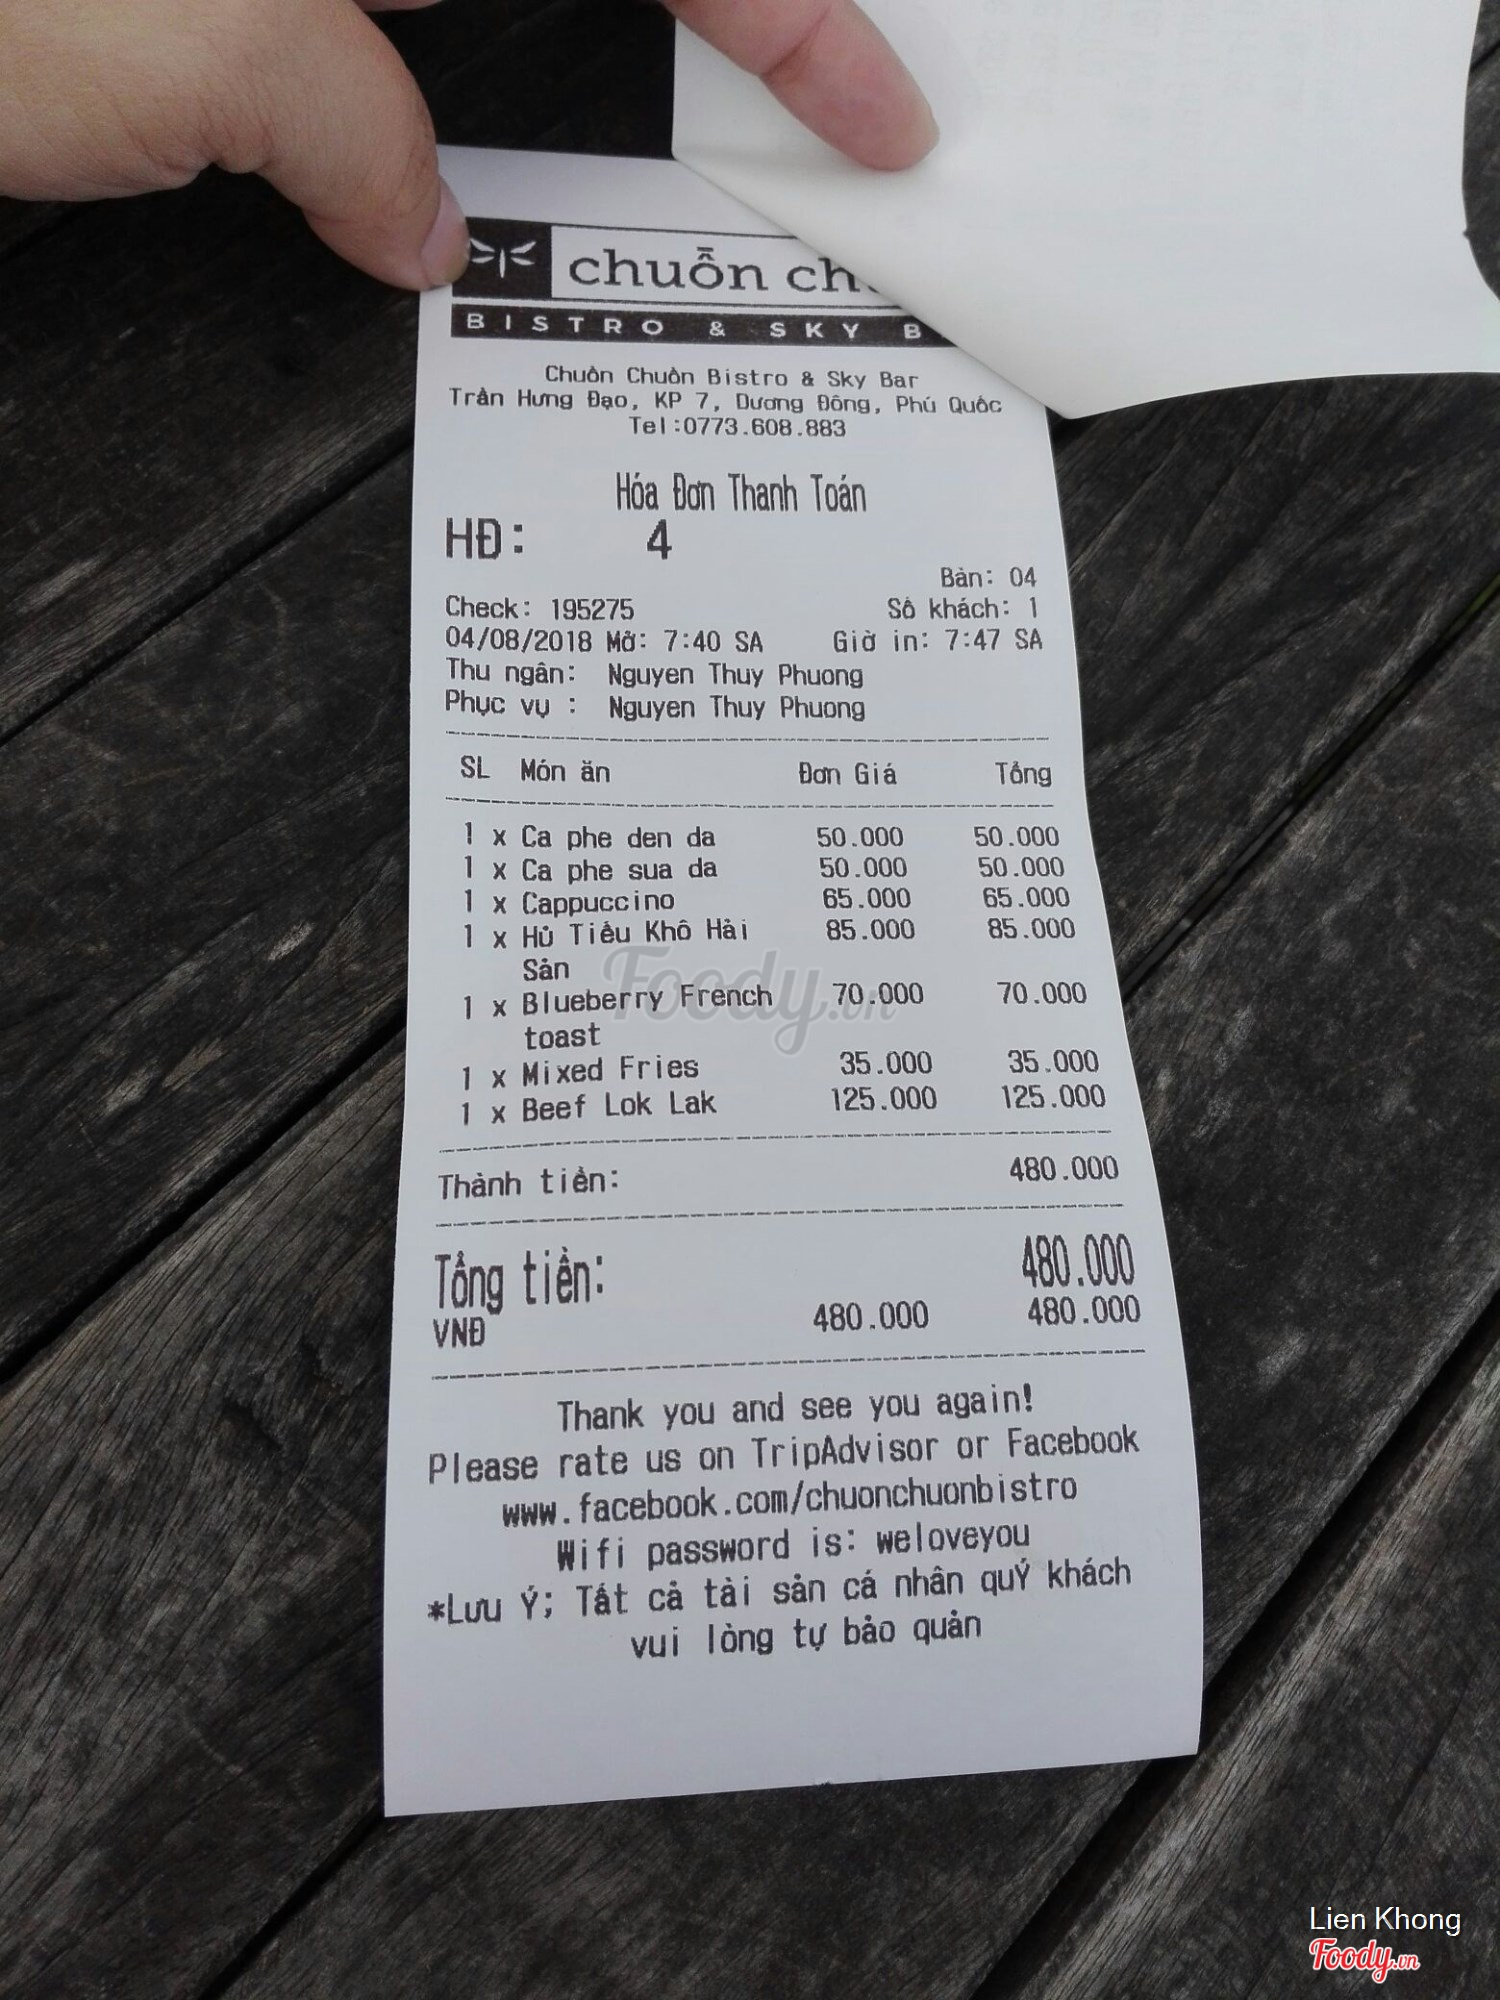 chuồn ch
BISTRO & SKY B
Chuồn Chuồn Bistro & Sky Bar
Trần Hưng Đạo, KP 7, Dương Đông, Phú Quốc
Tel:0773.608.883
Hóa Đơn Thanh Toán
HĐ: 4
Bàn: 04
Check: 195275 Số khách: 1
04/08/2018 Mở: 7:40 SA Giờ in: 7:47 SA
Thu ngân: Nguyen Thuy Phuong
Phục vụ : Nguyen Thuy Phuong
SL Món ăn Đơn Giá Tổng
1 x Ca phe den da 50.000 50.000
1 x Ca phe sua da 50.000 50.000
1 x Cappuccino 65.000 65.000
1 x Hủ Tiếu Khô Hải 85.000 85.000
Sản
1 x Blueberry French 70.000 70.000
toast
1 x Mixed Fries 35.000 35.000
1 x Beef Lok Lak 125.000 125.000
Thành tiền: 480.000
Tổng tiền: 480.000
VNĐ 480.000 480.000
Thank you and see you again!
Please rate us on TripAdvisor or Facebook
www.facebook.com/chuonchuonbistro
Wifi password is: weloveyou
*Lưu Ý; Tất cả tài sản cá nhân quÝ khách
vui lòng tự bảo quản
Foody.vn
Lien Khong
Foody.vn